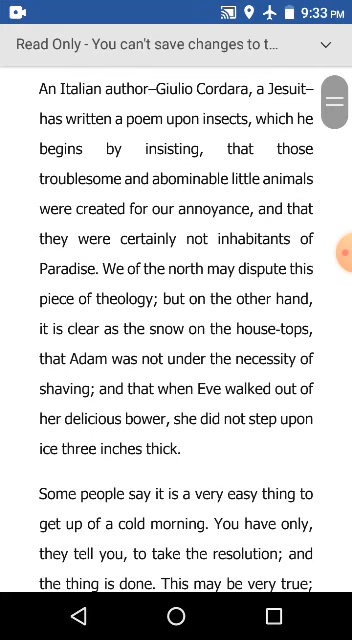 9:33 PM
Read Only - You can't save changes to t...
An Italian author–Giulio Cordara, a Jesuit–
has written a poem upon insects, which he
begins by insisting, that those
troublesome and abominable little animals
were created for our annoyance, and that
they were certainly not inhabitants of
Paradise. We of the north may dispute this
piece of theology; but on the other hand,
it is clear as the snow on the house-tops,
that Adam was not under the necessity of
shaving; and that when Eve walked out of
her delicious bower, she did not step upon
ice three inches thick.
Some people say it is a very easy thing to
get up of a cold morning. You have only,
they tell you, to take the resolution; and
the thing is done. This may be very true;